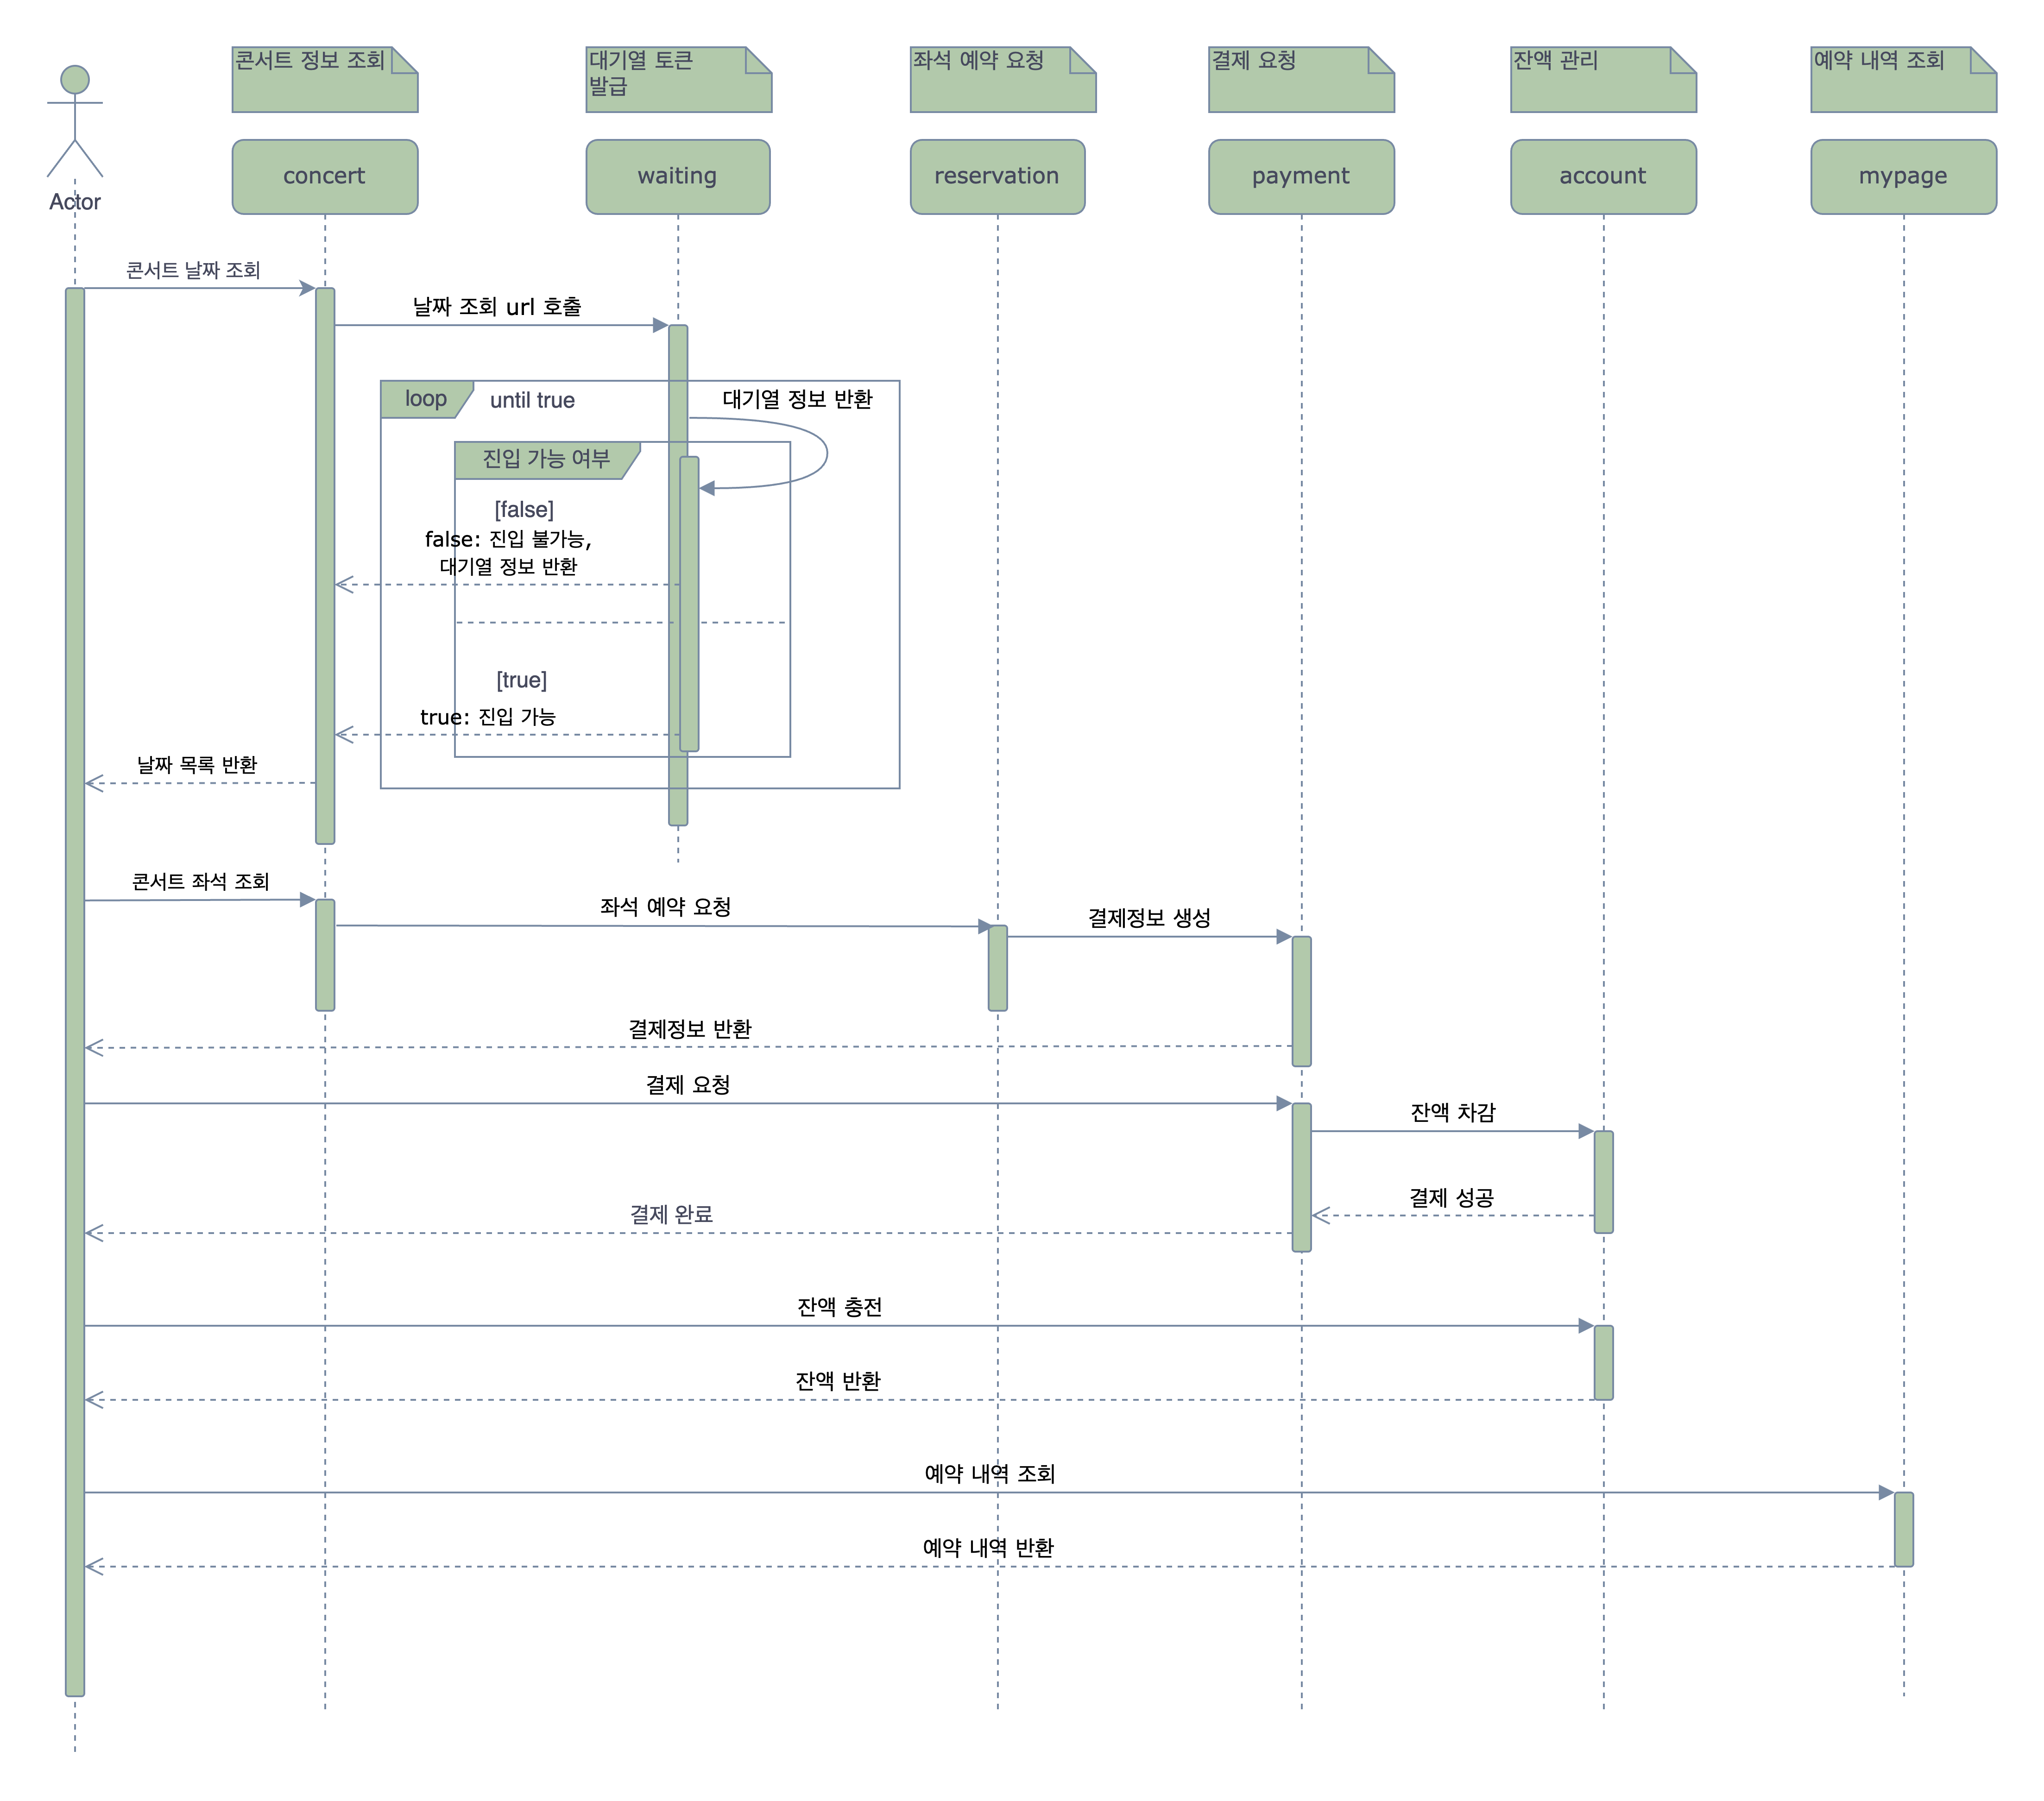 콘서트 정보 조회
대기열 토큰
발급
좌석 예약 요청
결제 요청
잔액 관리
예약 내역 조회
Actor
concert
waiting
reservation
payment
account
mypage
콘서트 날짜 조회
날짜 조회 url 호출
loop
until true
대기열 정보 반환
진입 가능 여부
[false]
false: 진입 불가능,
대기열 정보 반환
[true]
true: 진입 가능
날짜 목록 반환
콘서트 좌석 조회
좌석 예약 요청
결제정보 생성
결제정보 반환
결제 요청
잔액 차감
결제 성공
결제 완료
잔액 충전
잔액 반환
예약 내역 조회
예약 내역 반환